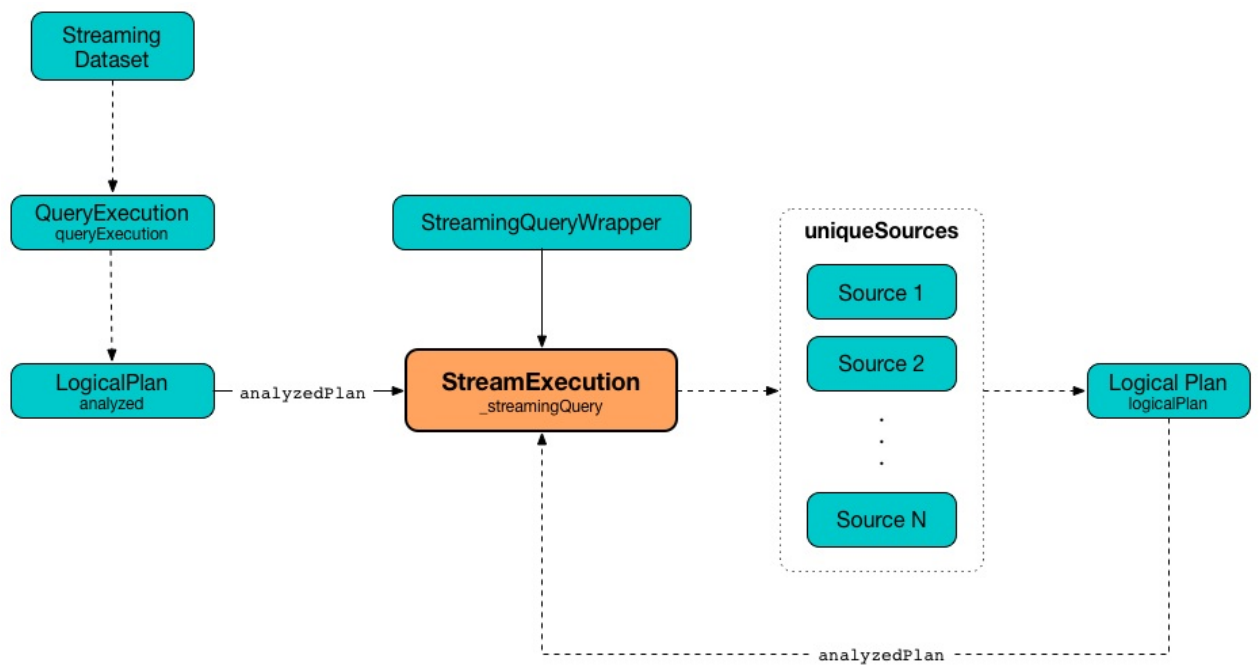 Streaming
Dataset
QueryExecution
queryExecution
StreamingQueryWrapper
uniqueSources
Source 1
LogicalPlan
analyzed
analyzedPlan
StreamExecution
_streamingQuery
Source 2
.
.
.
Logical Plan
logicalPlan
Source N
analyzedPlan